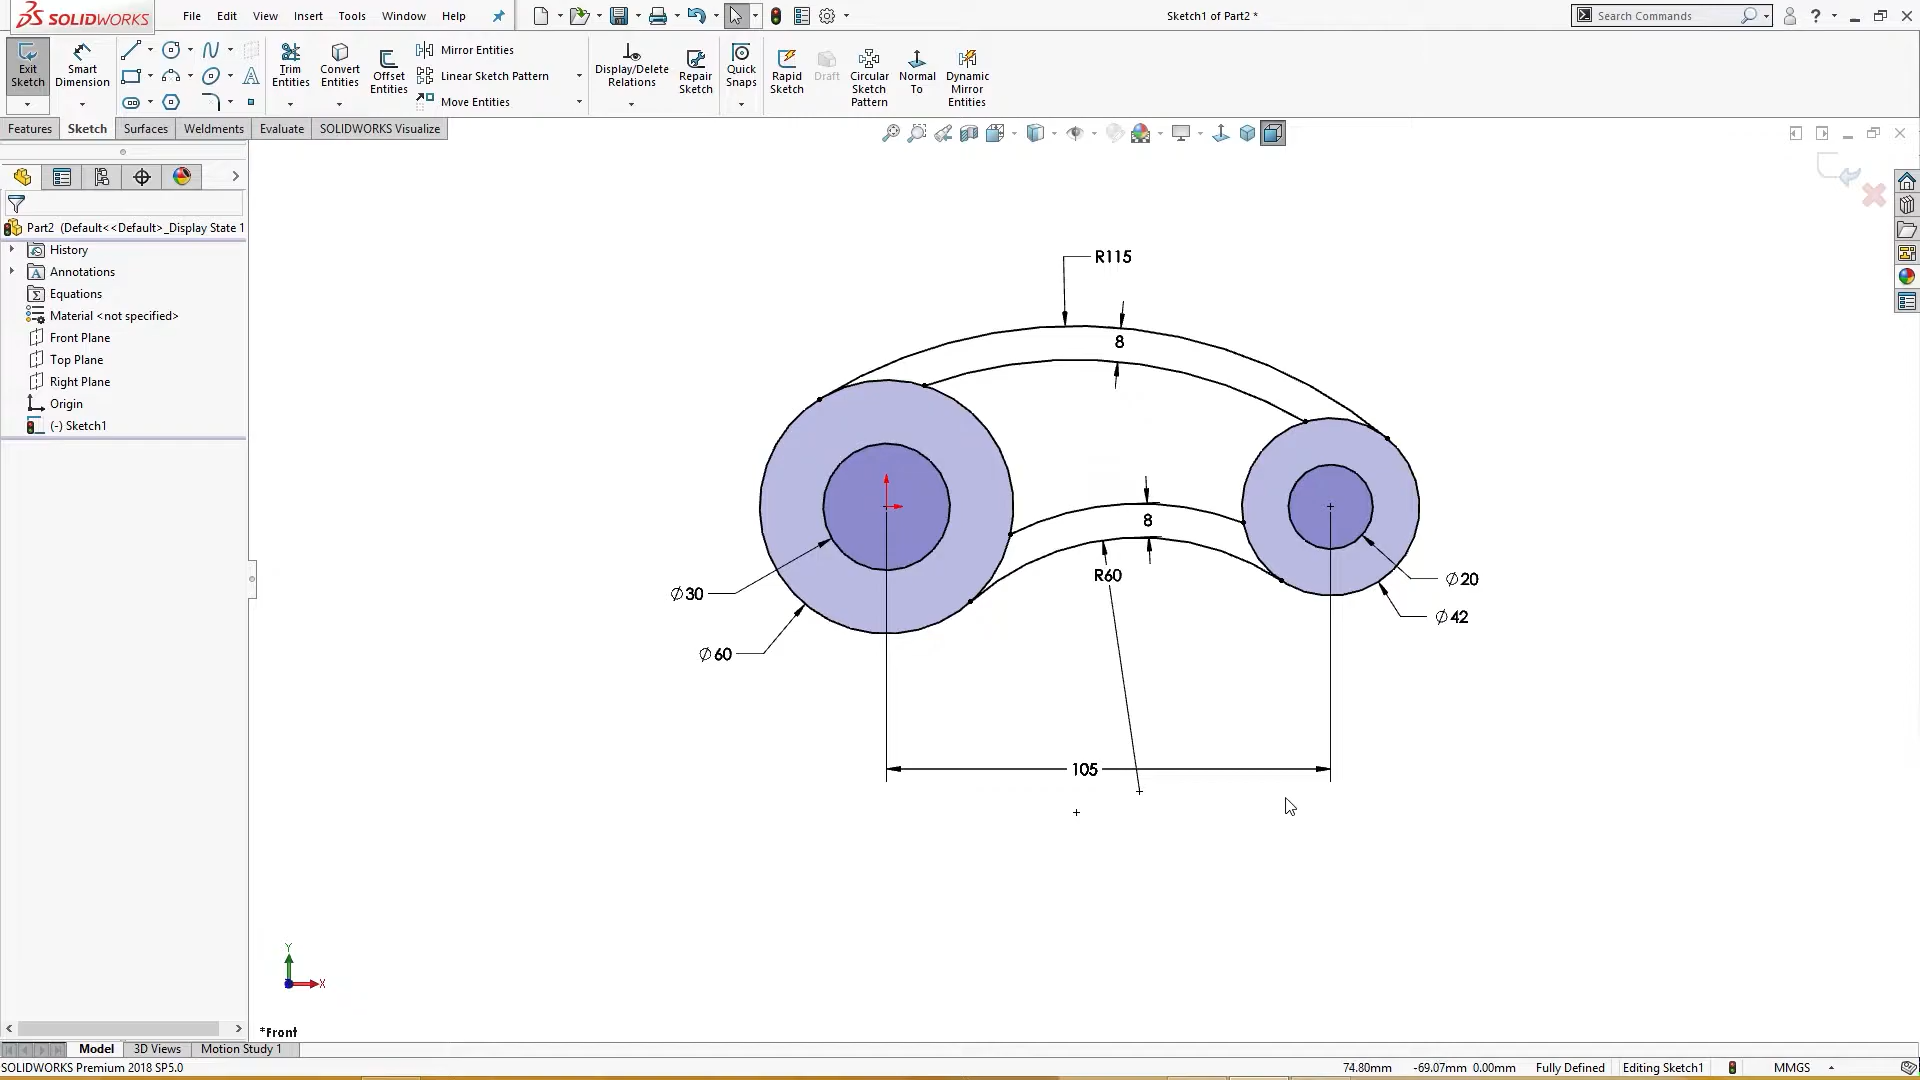 SOLIDWORKS File Edit View Insert Tools Window Help Sketch1 of Part2 * Search Commands
Exit Sketch
Smart Dimension
Trim Entities
Convert Entities
Offset Entities
Mirror Entities
Linear Sketch Pattern
Move Entities
Display/Delete Relations
Repair Sketch
Quick Snaps
Rapid Sketch
Draft
Circular Sketch Pattern
Normal To
Dynamic Mirror Entities
Features Sketch Surfaces Weldments Evaluate SOLIDWORKS Visualize
Part2 (Default<<Default>_Display State 1
History
Annotations
Equations
Material <not specified>
Front Plane
Top Plane
Right Plane
Origin
(-) Sketch1
R115
8
8
R60
∅30
∅60
∅20
∅42
105
Y
X
*Front
Model 3D Views Motion Study 1
SOLIDWORKS Premium 2018 SP5.0 74.80mm -69.07mm 0.00mm Fully Defined Editing Sketch1 MMGS